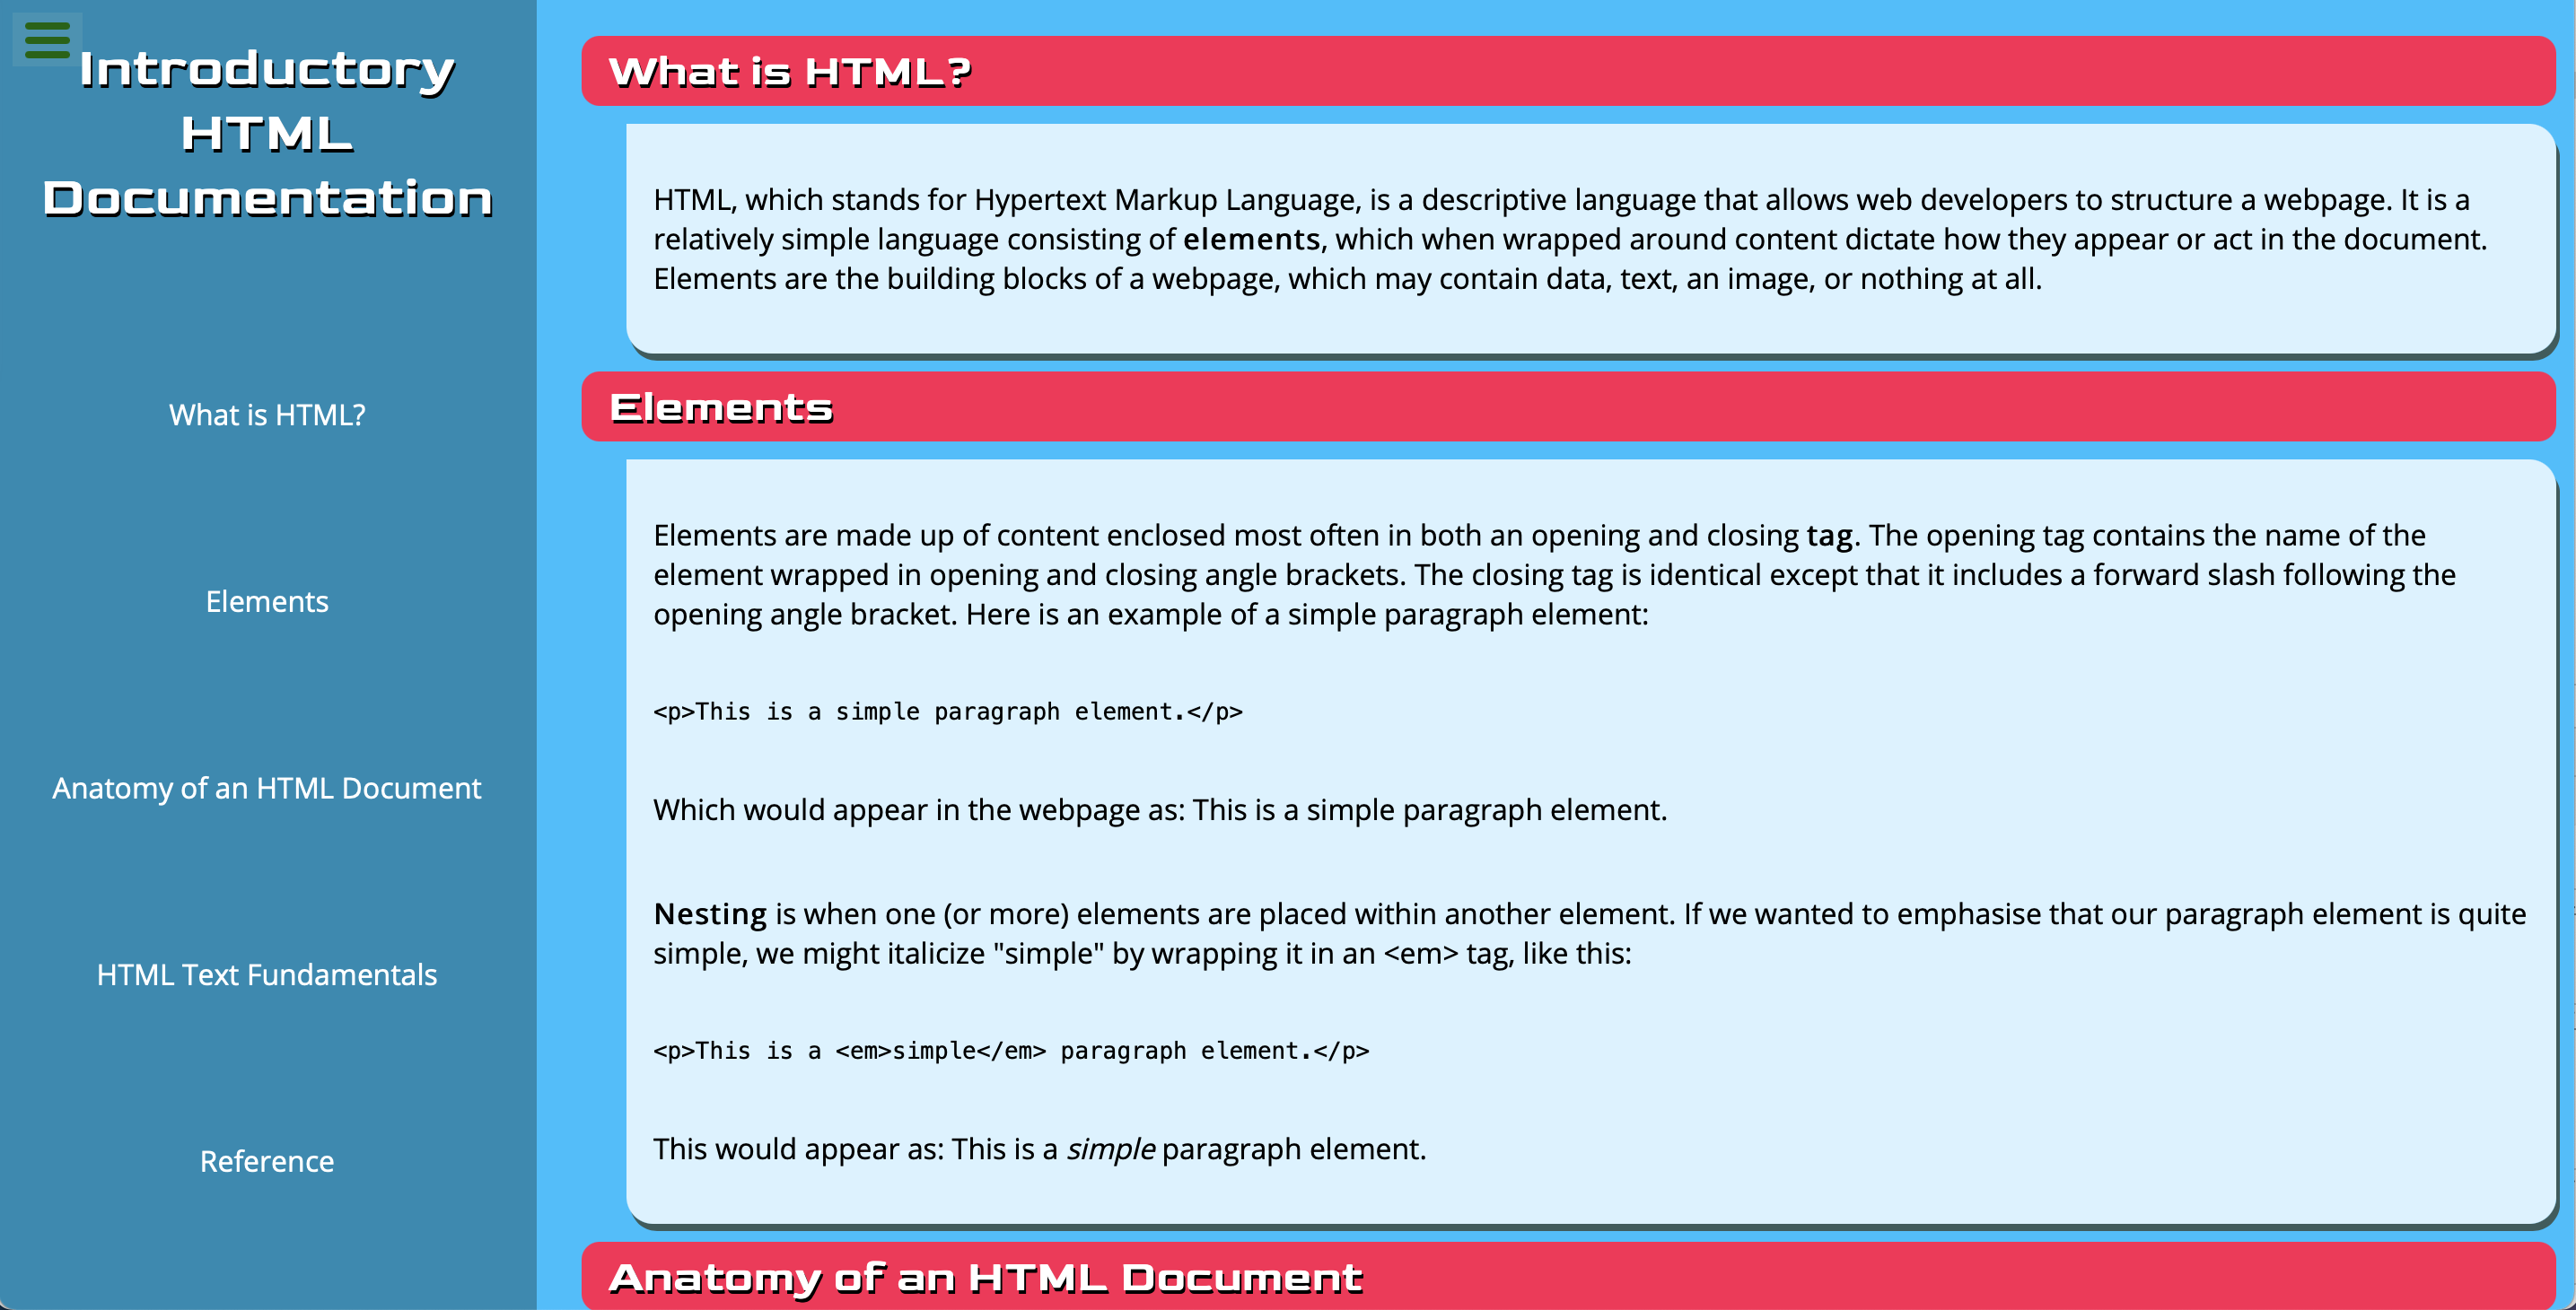 Introductory
HTML
Documentation
What is HTML?
Elements
Anatomy of an HTML Document
HTML Text Fundamentals
Reference
What is HTML?
HTML, which stands for Hypertext Markup Language, is a descriptive language that allows web developers to structure a webpage. It is a
relatively simple language consisting of elements, which when wrapped around content dictate how they appear or act in the document.
Elements are the building blocks of a webpage, which may contain data, text, an image, or nothing at all.
Elements
Elements are made up of content enclosed most often in both an opening and closing tag. The opening tag contains the name of the
element wrapped in opening and closing angle brackets. The closing tag is identical except that it includes a forward slash following the
opening angle bracket. Here is an example of a simple paragraph element:
<p>This is a simple paragraph element.</p>
Which would appear in the webpage as: This is a simple paragraph element.
Nesting is when one (or more) elements are placed within another element. If we wanted to emphasise that our paragraph element is quite
simple, we might italicize "simple" by wrapping it in an <em> tag, like this:
<p>This is a <em>simple</em> paragraph element.</p>
This would appear as: This is a simple paragraph element.
Anatomy of an HTML Document